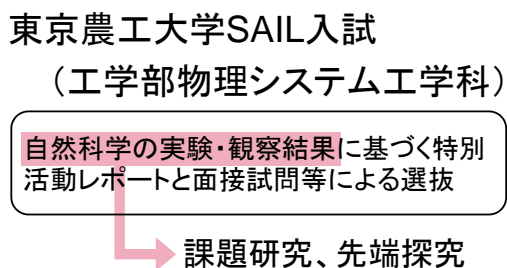 東京農工大学SAIL入試
（工学部物理システム工学科）
自然科学の実験・観察結果に基づく特別
活動レポートと面接試問等による選抜
課題研究、先端探究